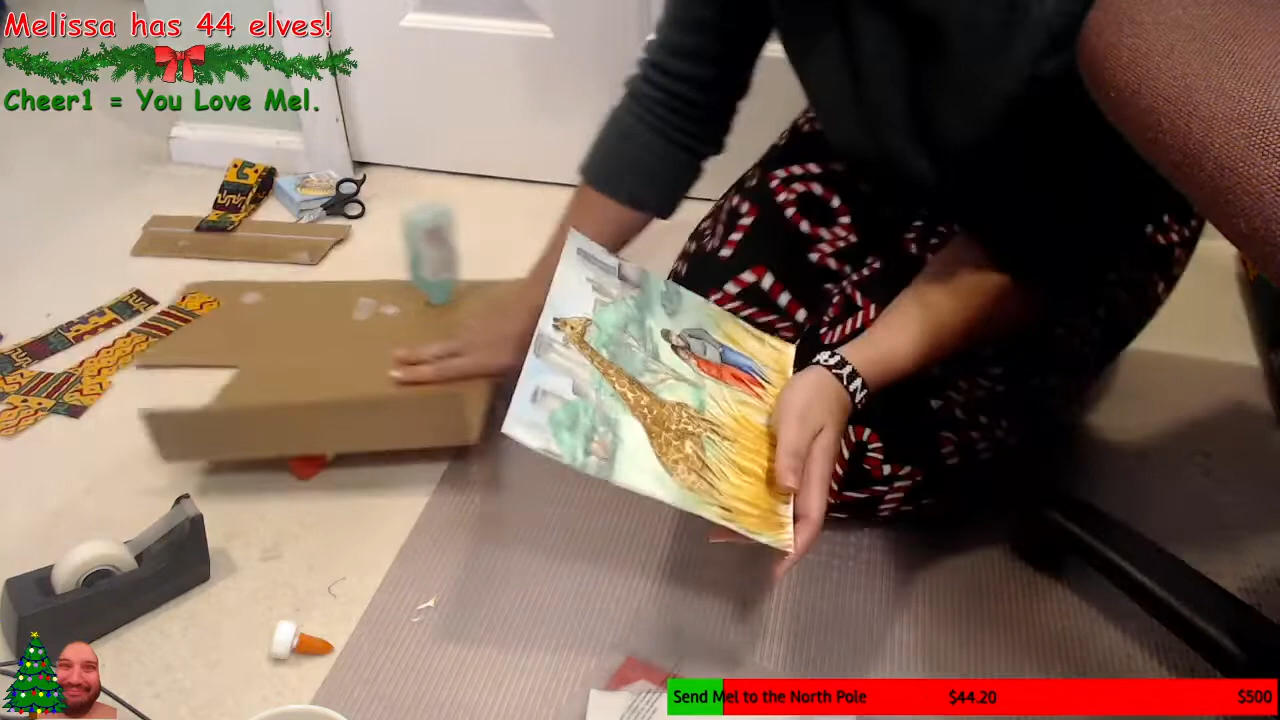 Melissa has 44 elves!
Cheer1 = You Love Mel.
Send Mel to the North Pole $44.20 $500